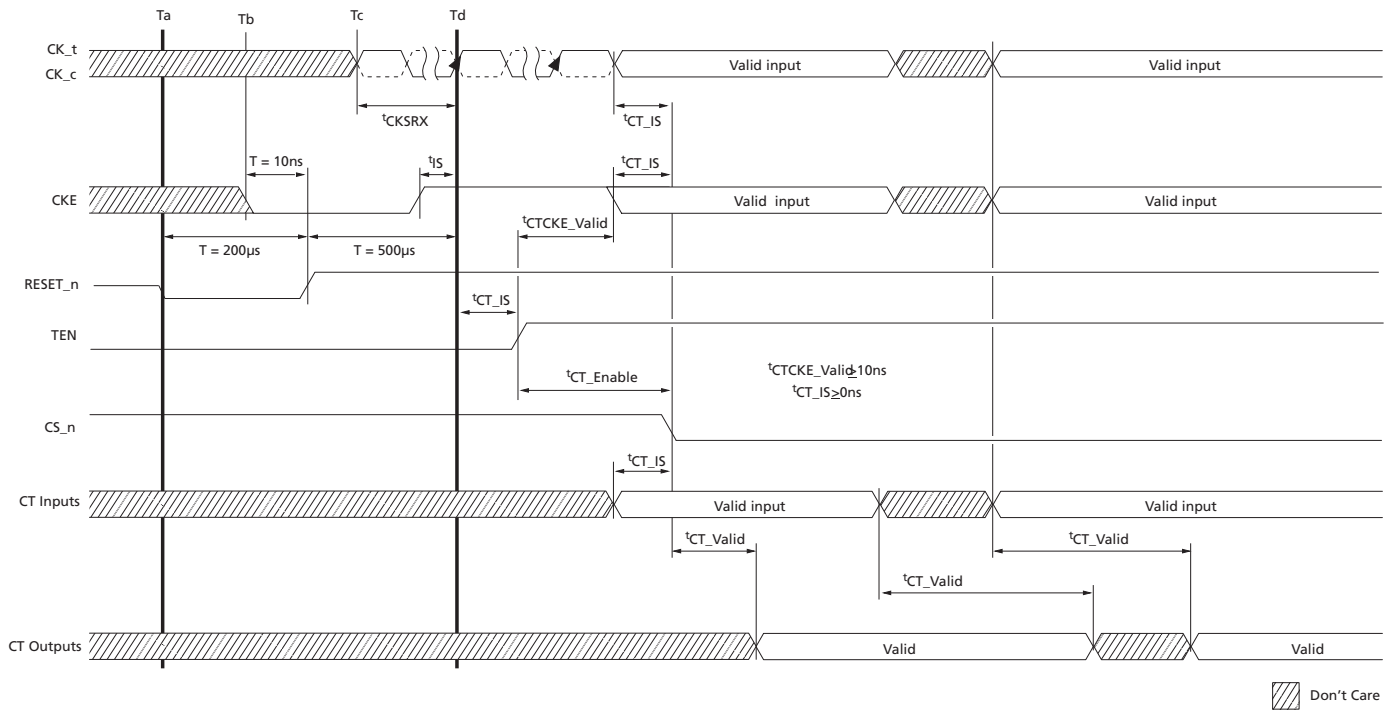 Ta
Tb
Tc
Td
CK_t
CK_c
Valid input
Valid input
tCKSRX
tCT_IS
T = 10ns
tIS
tCT_IS
CKE
Valid input
Valid input
tCTCKE_Valid
T = 200µs
T = 500µs
RESET_n
tCT_IS
TEN
tCT_Enable
tCTCKE_Valid≥10ns
tCT_IS≥0ns
CS_n
tCT_IS
CT Inputs
Valid input
Valid input
tCT_Valid
tCT_Valid
tCT_Valid
CT Outputs
Valid
Valid
Don't Care